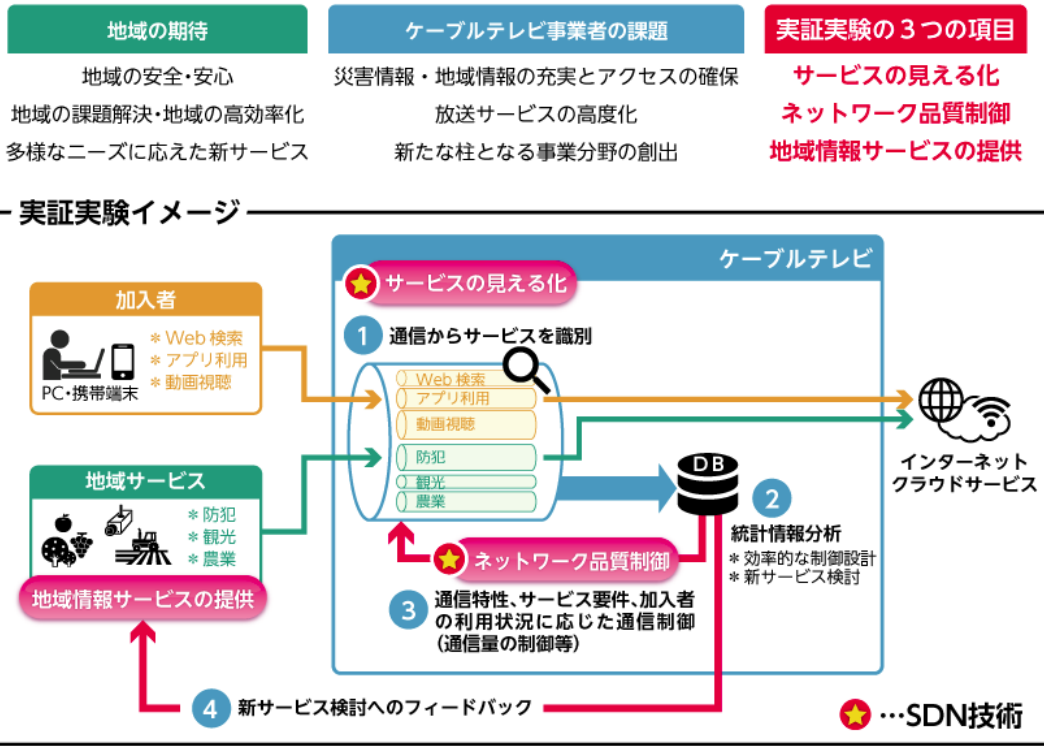 地域の期待
地域の安全・安心
地域の課題解決・地域の高効率化
多様なニーズに応えた新サービス
ケーブルテレビ事業者の課題
災害情報・地域情報の充実とアクセスの確保
放送サービスの高度化
新たな柱となる事業分野の創出
実証実験の3つの項目
サービスの見える化
ネットワーク品質制御
地域情報サービスの提供
実証実験イメージ
ケーブルテレビ
サービスの見える化
加入者
＊Web 検索
＊アプリ利用
＊動画視聴
PC・携帯端末
1 通信からサービスを識別
Web 検索
アプリ利用
動画視聴
防犯
観光
農業
インターネット
クラウドサービス
地域サービス
＊防犯
＊観光
＊農業
地域情報サービスの提供
DB
2
統計情報分析
＊効率的な制御設計
＊新サービス検討
ネットワーク品質制御
3 通信特性、サービス要件、加入者
の利用状況に応じた通信制御
（通信量の制御等）
4 新サービス検討へのフィードバック
…SDN技術